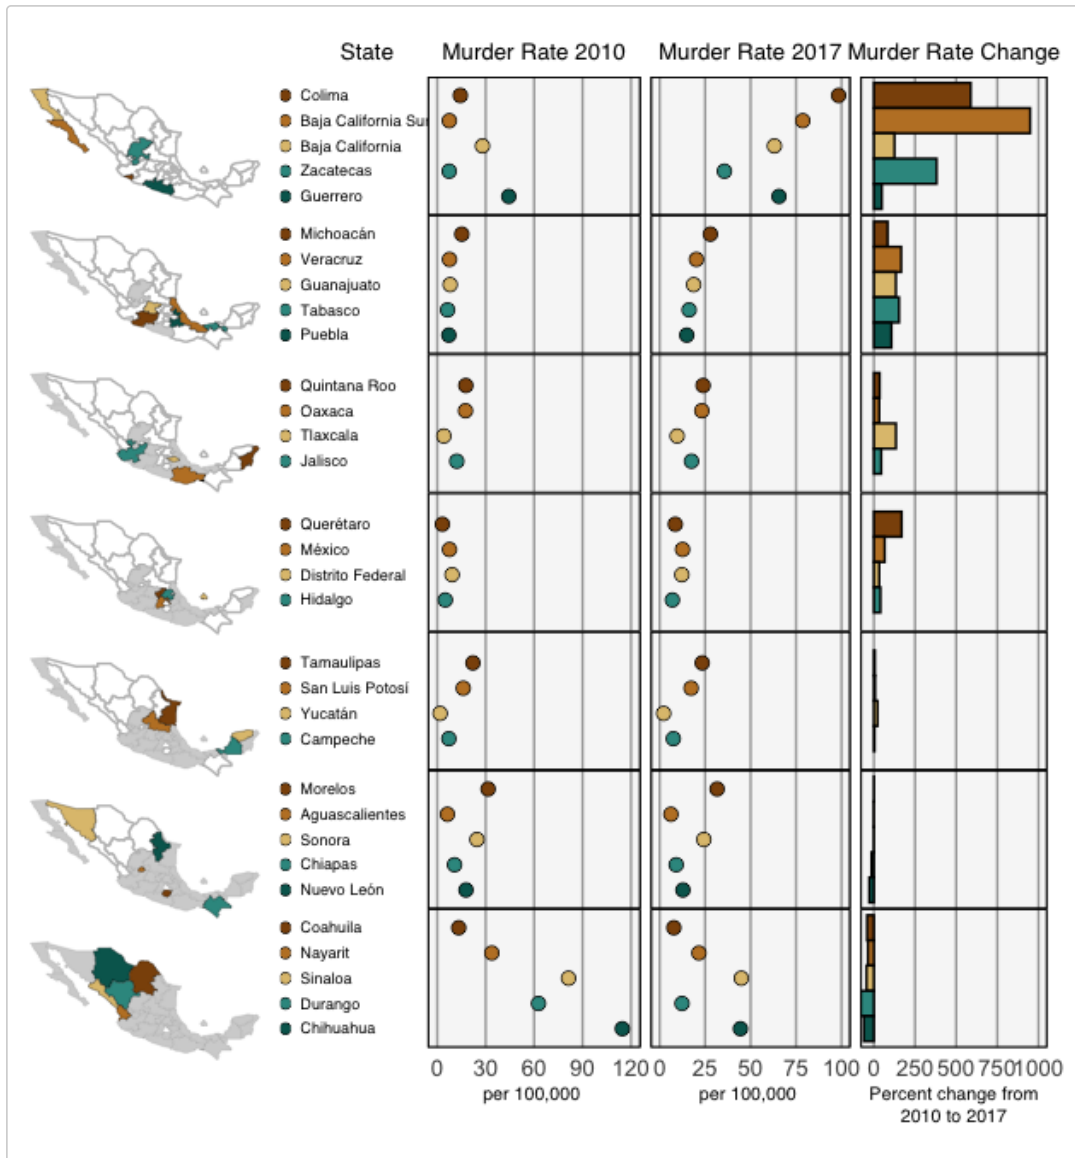 State Murder Rate 2010 Murder Rate 2017 Murder Rate Change
Colima
Baja California Sur
Baja California
Zacatecas
Guerrero
Michoacán
Veracruz
Guanajuato
Tabasco
Puebla
Quintana Roo
Oaxaca
Tlaxcala
Jalisco
Querétaro
México
Distrito Federal
Hidalgo
Tamaulipas
San Luis Potosí
Yucatán
Campeche
Morelos
Aguascalientes
Sonora
Chiapas
Nuevo León
Coahuila
Nayarit
Sinaloa
Durango
Chihuahua
0 30 60 90 120 0 25 50 75 100 0 250 500 750 1000
per 100,000 per 100,000 Percent change from
2010 to 2017